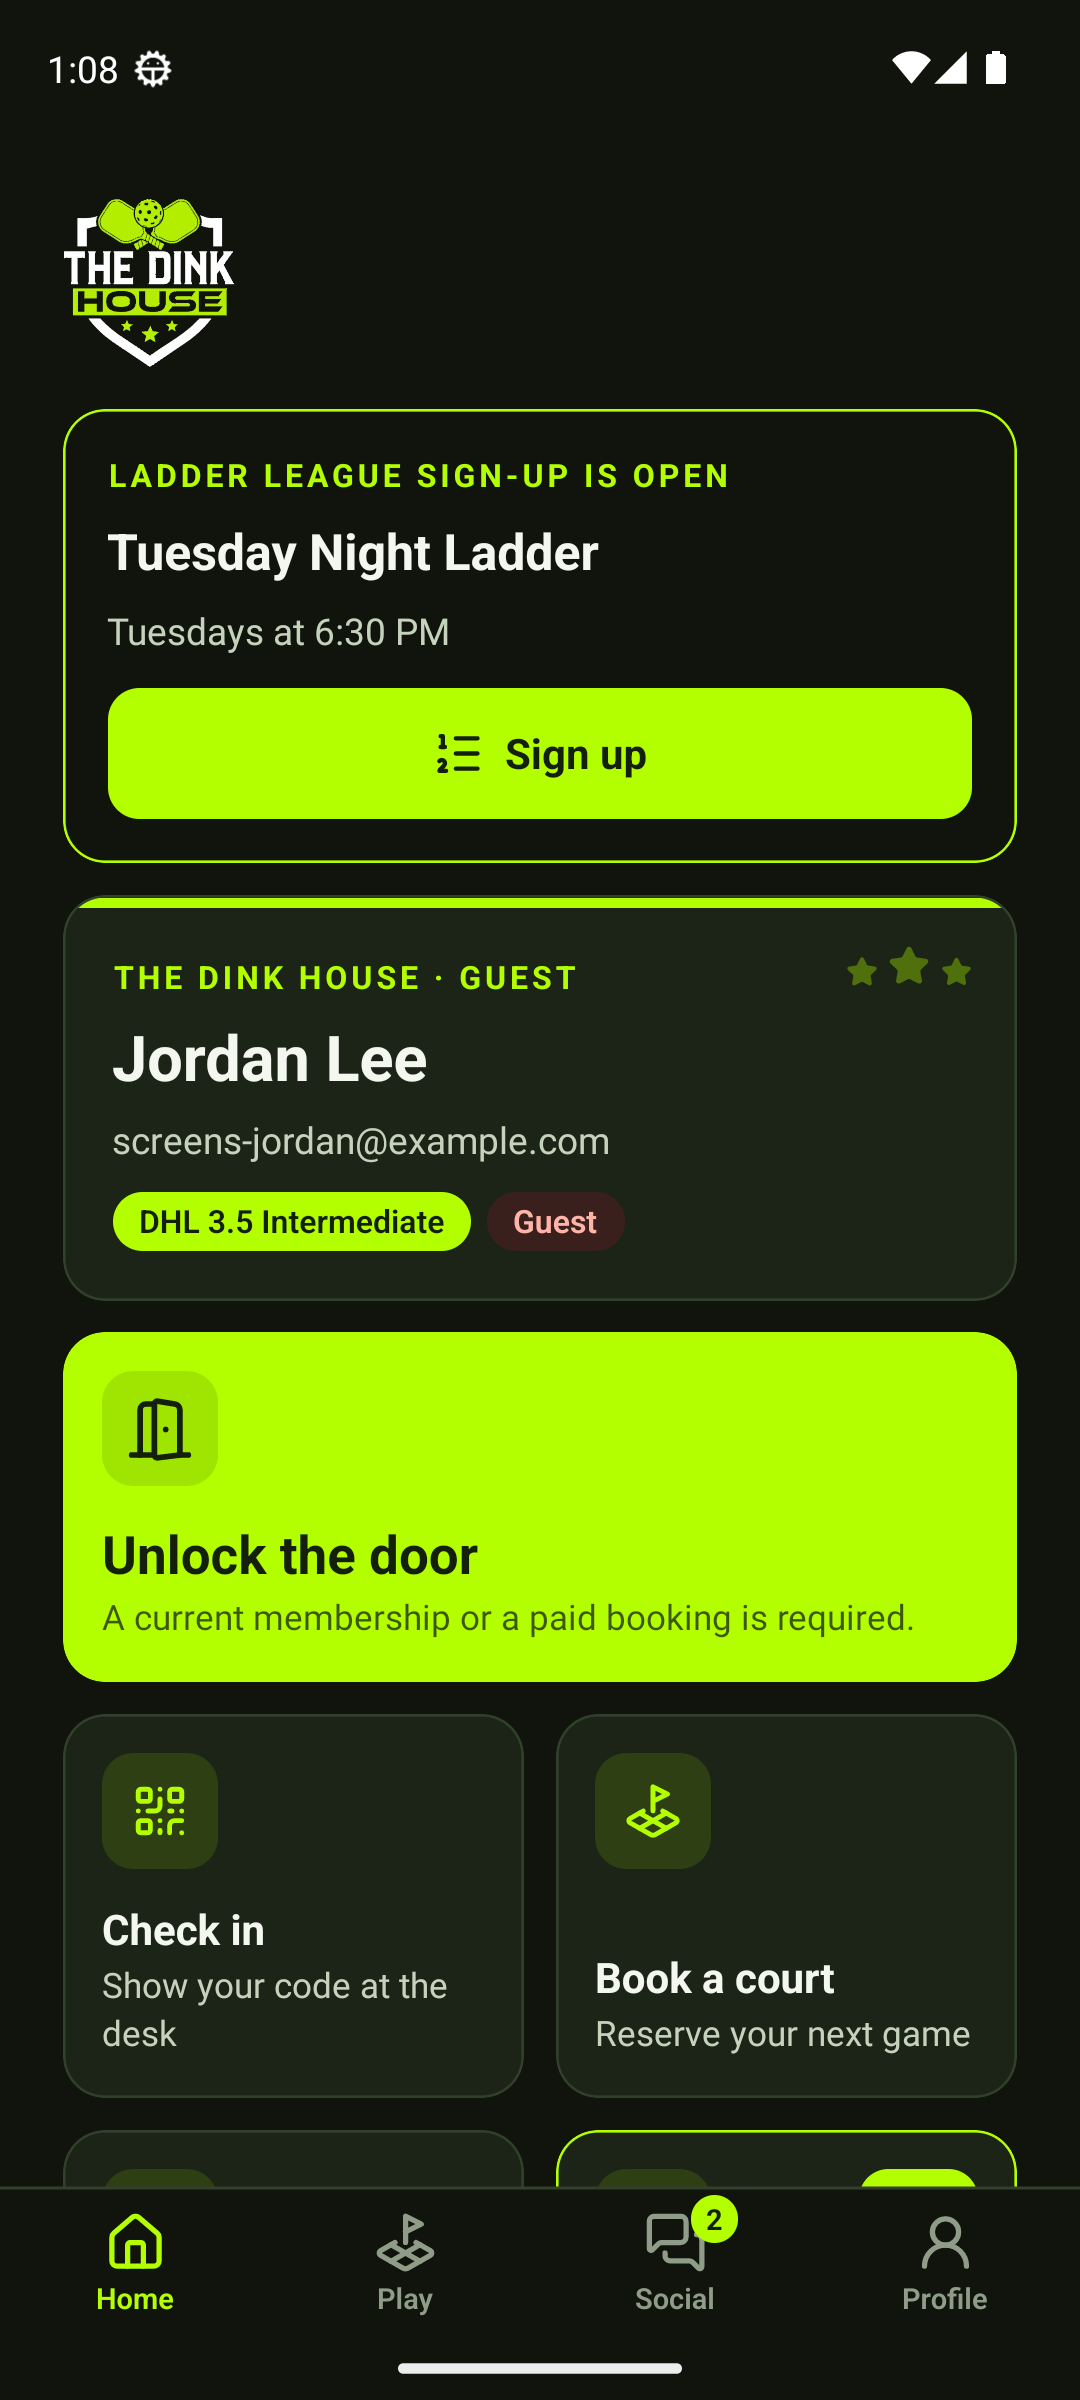 1:08
THE DINK
HOUSE
LADDER LEAGUE SIGN-UP IS OPEN
Tuesday Night Ladder
Tuesdays at 6:30 PM
Sign up
THE DINK HOUSE · GUEST
Jordan Lee
screens-jordan@example.com
DHL 3.5 Intermediate
Guest
Unlock the door
A current membership or a paid booking is required.
Check in
Show your code at the
desk
Book a court
Reserve your next game
2
Home
Play
Social
Profile